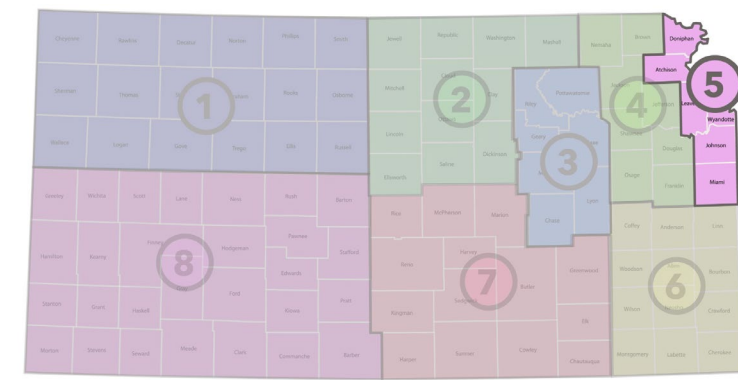 Cheyenne Rawlins Decatur Norton Phillips Smith Jewell Republic Washington Marshall Nemaha Brown Doniphan
Atchison
Sheridan Rooks Osborne Mitchell Clay Riley Pottawatomie
1 2 4 5
Leav
Wyandotte
Wallace Logan Gove Trego Ellis Russell Lincoln Geary Douglas Johnson
3
Ellsworth Saline Dickinson Osage Franklin Miami
Greeley Wichita Scott Lane Ness Rush Barton Rice McPherson Marion Chase Lyon Coffey Anderson Linn
Pawnee Stafford
Hamilton Kearny Finney Hodgeman Reno Harvey Greenwood Woodson Bourbon
8 7 6
Edwards Butler
Stanton Grant Haskell Ford Kiowa Pratt Kingman Sedgwick Elk Wilson Crawford
Morton Stevens Seward Meade Clark Comanche Barber Harper Sumner Cowley Chautauqua Montgomery Labette Cherokee